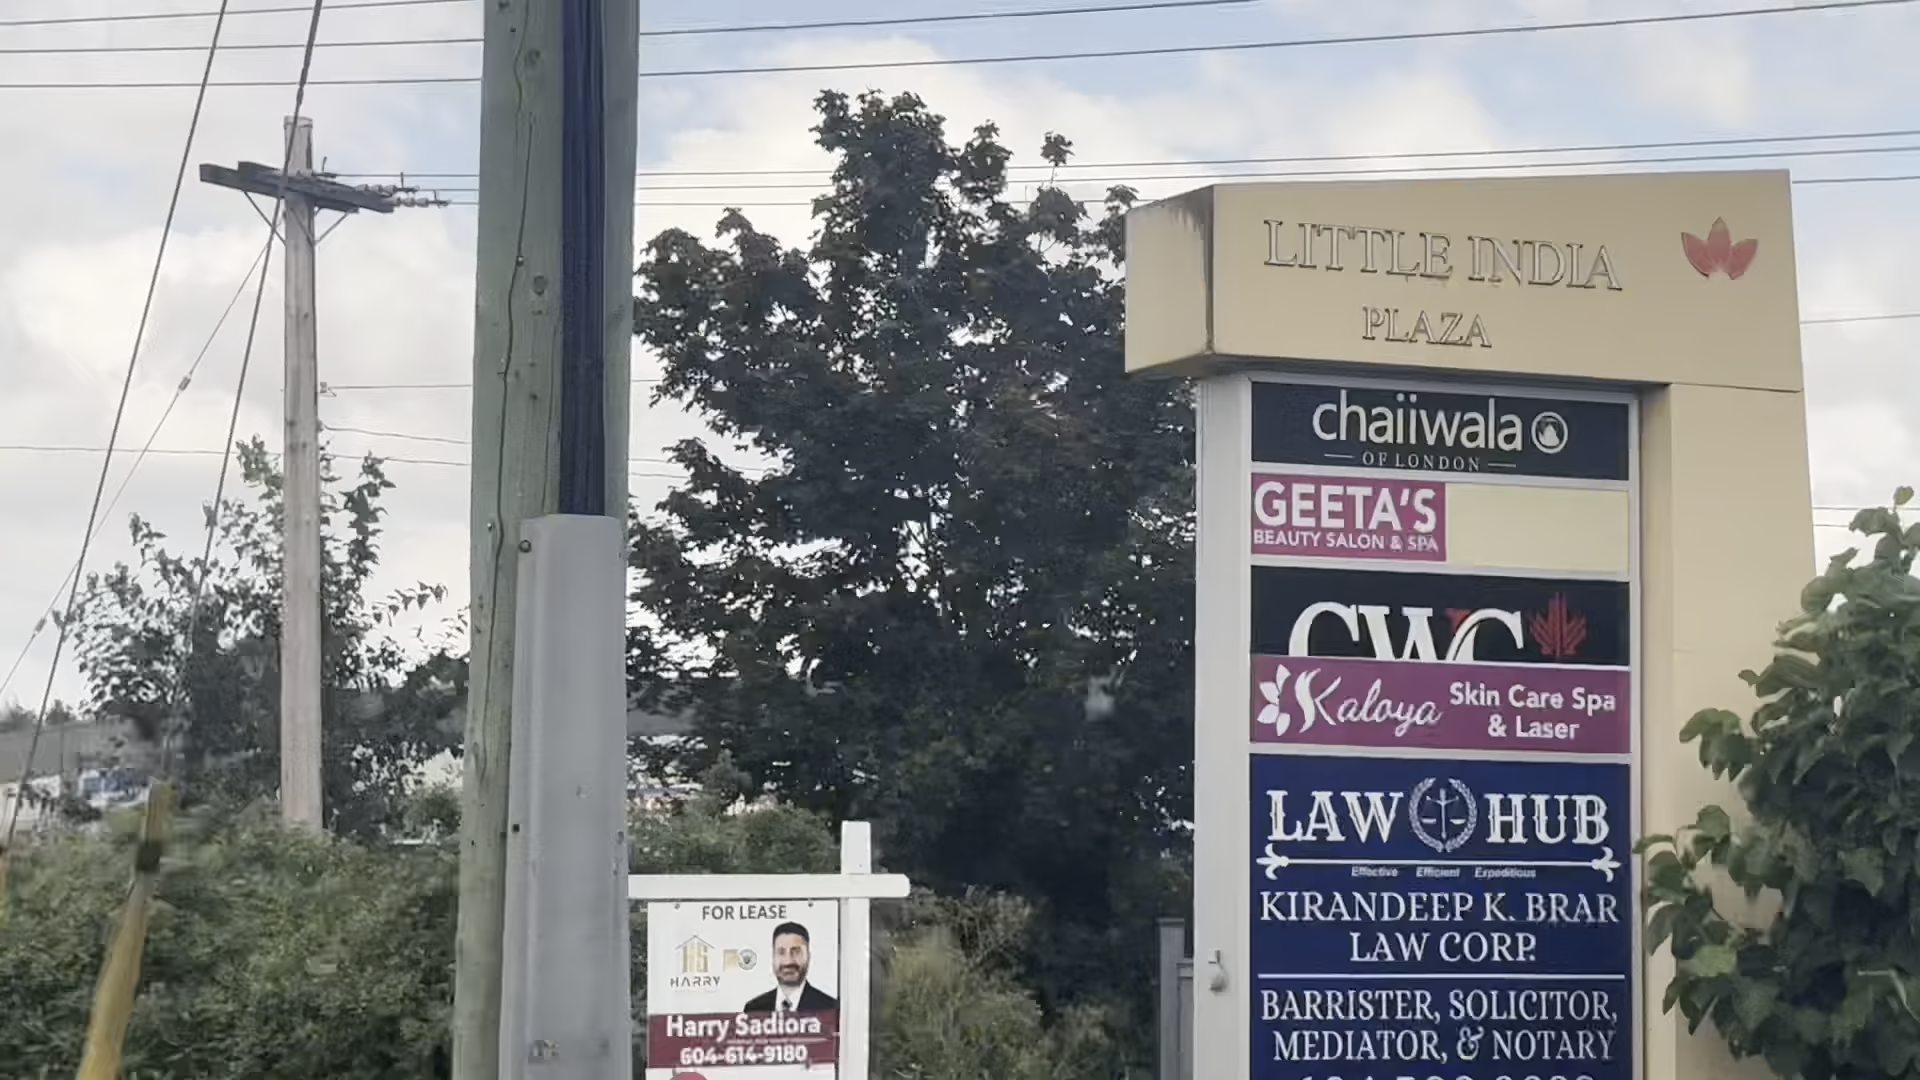 LITTLE INDIA
PLAZA
chaiiwala
OF LONDON
GEETA'S
BEAUTY SALON & SPA
CWC
Kaloya Skin Care Spa
& Laser
LAW HUB
Effective Efficient Expeditious
KIRANDEEP K. BRAR
LAW CORP.
BARRISTER, SOLICITOR,
MEDIATOR, & NOTARY
FOR LEASE
HARRY
Harry Sadiora
604-614-9180